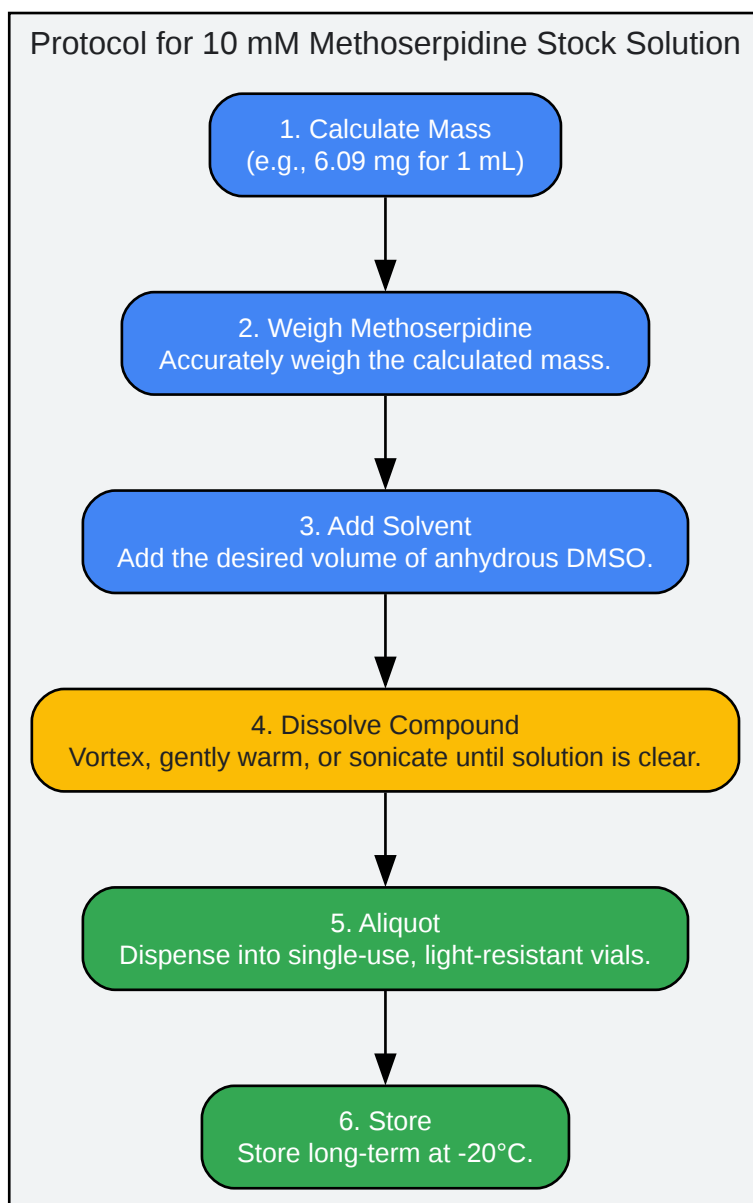 Protocol for 10 mM Methoserpidine Stock Solution
1. Calculate Mass
(e.g., 6.09 mg for 1 mL)
2. Weigh Methoserpidine
Accurately weigh the calculated mass.
3. Add Solvent
Add the desired volume of anhydrous DMSO.
4. Dissolve Compound
Vortex, gently warm, or sonicate until solution is clear.
5. Aliquot
Dispense into single-use, light-resistant vials.
6. Store
Store long-term at -20°C.